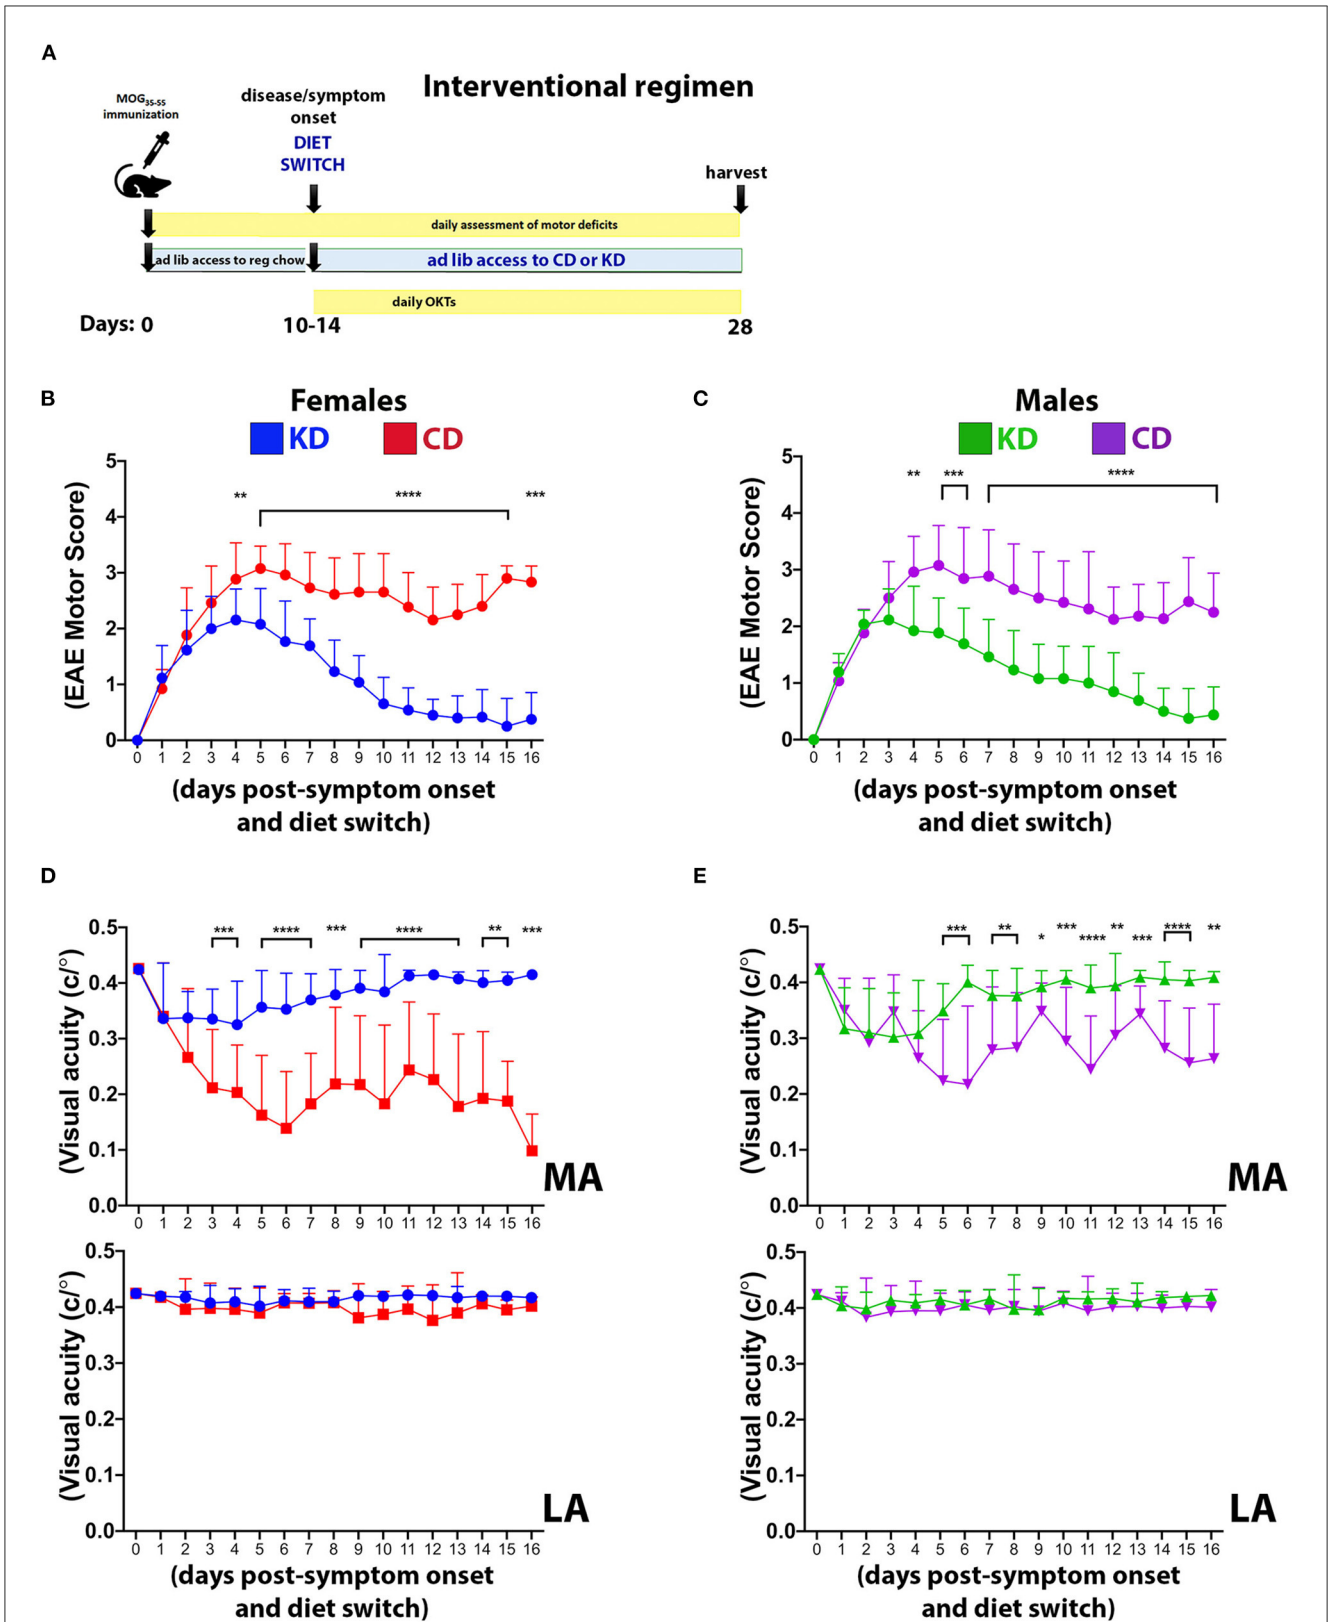 A
Interventional regimen
MOG35-55
immunization
disease/symptom
onset
DIET
SWITCH
harvest
daily assessment of motor deficits
ad lib access to reg chow
ad lib access to CD or KD
daily OKTs
Days: 0
10-14
28
B
Females
KD
CD
(EAE Motor Score)
5
4
3
2
1
0
**
****
***
0 1 2 3 4 5 6 7 8 9 10 11 12 13 14 15 16
(days post-symptom onset
and diet switch)
C
Males
KD
CD
(EAE Motor Score)
5
4
3
2
1
0
**
***
****
0 1 2 3 4 5 6 7 8 9 10 11 12 13 14 15 16
(days post-symptom onset
and diet switch)
D
(Visual acuity (c/°)
0.5
0.4
0.3
0.2
0.1
0.0
***
****
***
****
**
***
MA
0 1 2 3 4 5 6 7 8 9 10 11 12 13 14 15 16
(Visual acuity (c/°)
0.5
0.4
0.3
0.2
0.1
0.0
LA
0 1 2 3 4 5 6 7 8 9 10 11 12 13 14 15 16
(days post-symptom onset
and diet switch)
E
(Visual acuity (c/°)
0.5
0.4
0.3
0.2
0.1
0.0
***
**
*
***
****
**
***
****
**
MA
0 1 2 3 4 5 6 7 8 9 10 11 12 13 14 15 16
(Visual acuity (c/°)
0.5
0.4
0.3
0.2
0.1
0.0
LA
0 1 2 3 4 5 6 7 8 9 10 11 12 13 14 15 16
(days post-symptom onset
and diet switch)